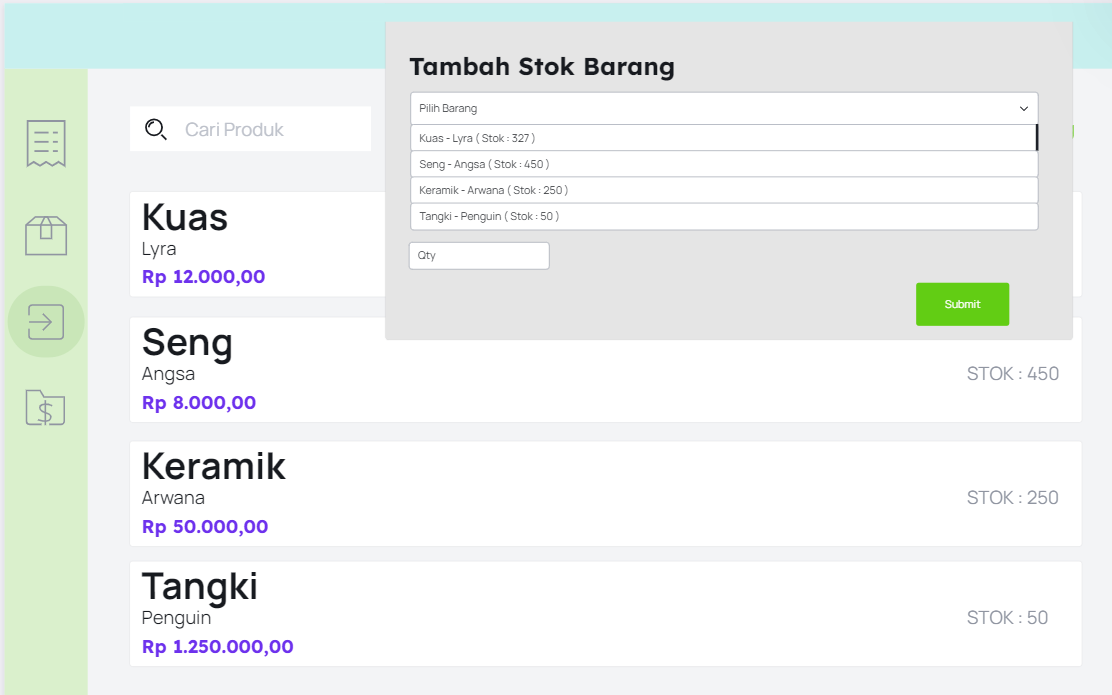 Tambah Stok Barang
Pilih Barang
Kuas - Lyra ( Stok : 327 )
Seng - Angsa ( Stok : 450 )
Keramik - Arwana ( Stok : 250 )
Tangki - Penguin ( Stok : 50 )
Qty
Submit
Cari Produk
Kuas
Lyra
Rp 12.000,00
Seng
Angsa
STOK : 450
Rp 8.000,00
Keramik
Arwana
STOK : 250
Rp 50.000,00
Tangki
Penguin
STOK : 50
Rp 1.250.000,00